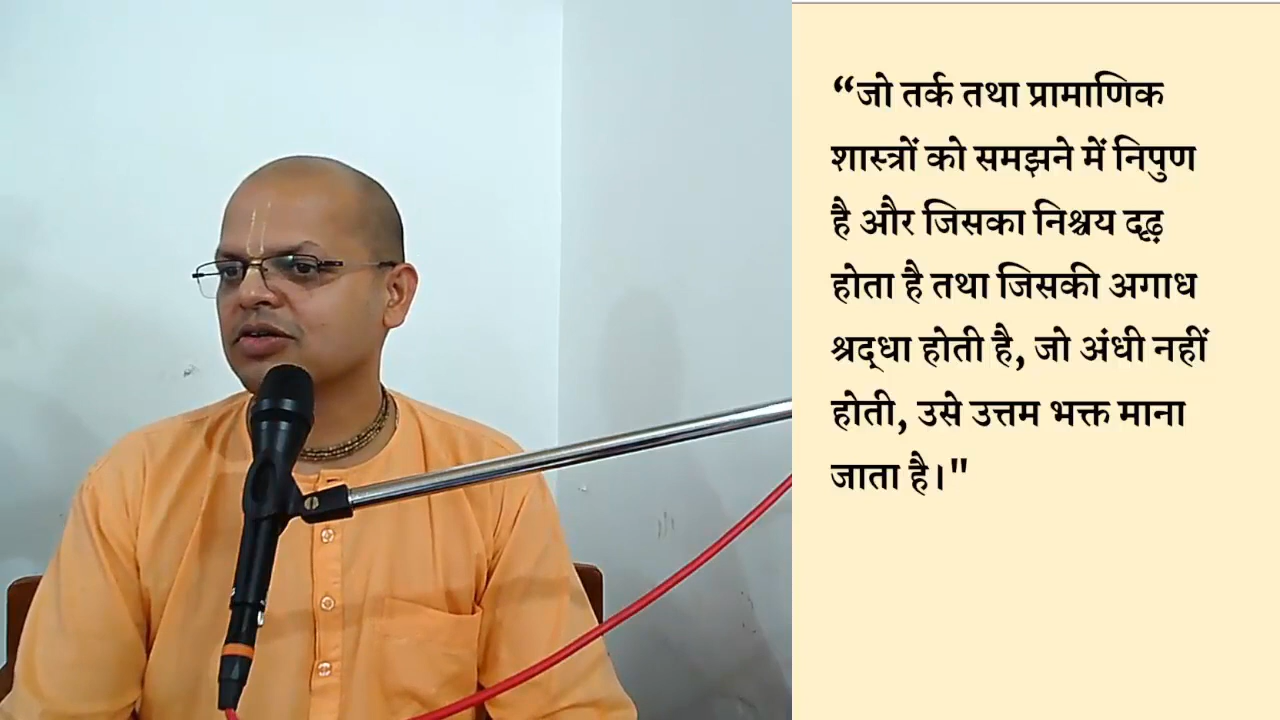 “जो तर्क तथा प्रामाणिक
शास्त्रों को समझने में निपुण
है और जिसका निश्चय दृढ़
होता है तथा जिसकी अगाध
श्रद्धा होती है, जो अंधी नहीं
होती, उसे उत्तम भक्त माना
जाता है।"